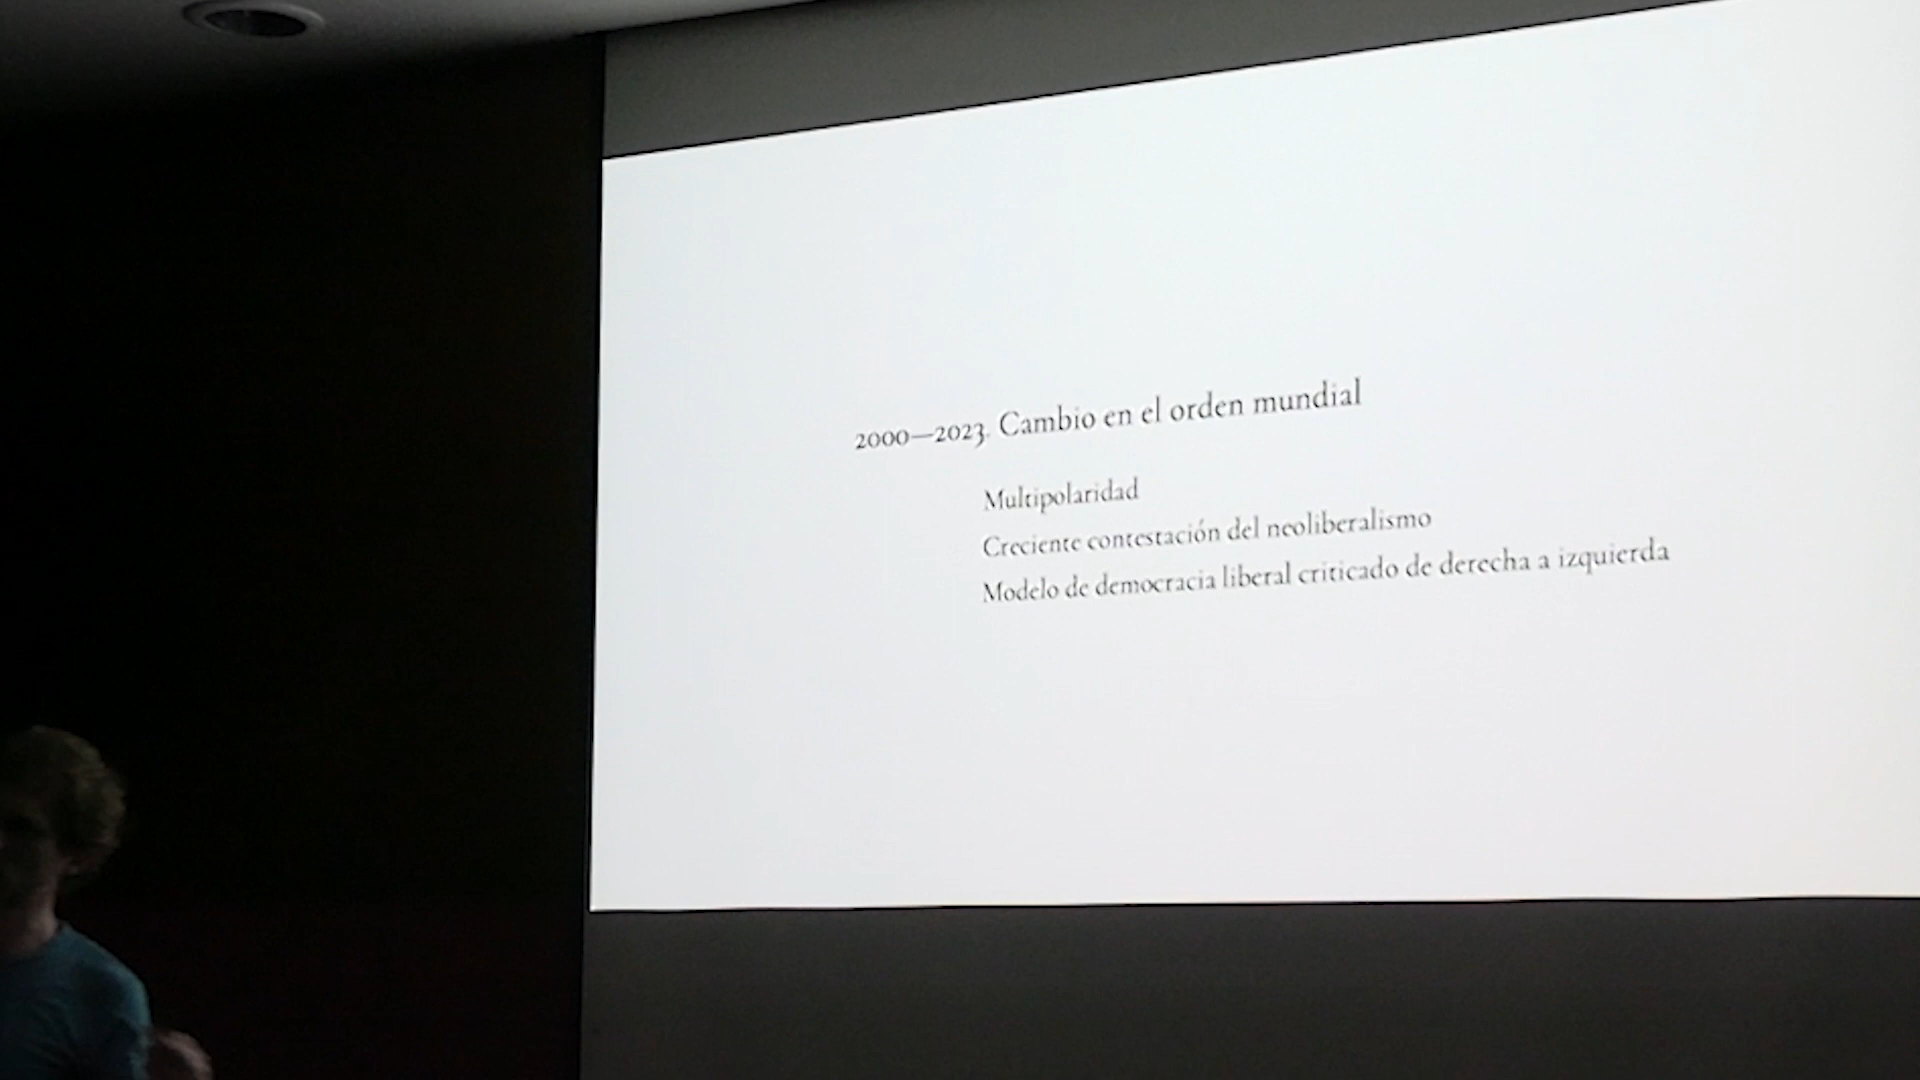 2000—2023. Cambio en el orden mundial
Multipolaridad
Creciente contestación del neoliberalismo
Modelo de democracia liberal criticado de derecha a izquierda